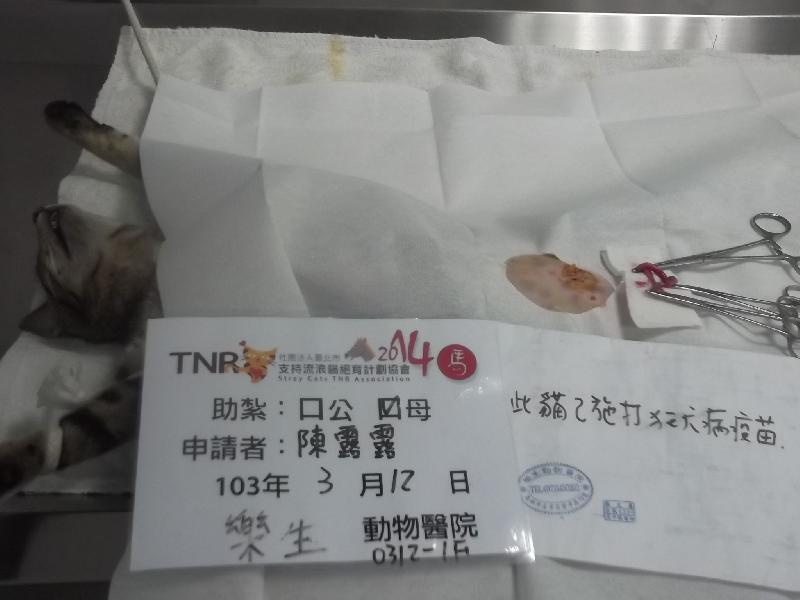 TNR 社團法人臺北市 2014 馬
支持流浪貓絕育計劃協會
Stray Cats TNR Association
助紮：口公 ☑母
申請者：陳露露
103年 3月12日
樂生 動物醫院
0312-1F
此貓已施打狂犬病疫苗.